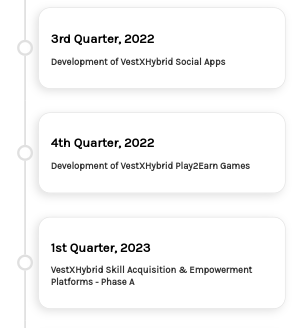 3rd Quarter, 2022
Development of VestXHybrid Social Apps
4th Quarter, 2022
Development of VestXHybrid Play2Earn Games
1st Quarter, 2023
VestXHybrid Skill Acquisition & Empowerment
Platforms - Phase A